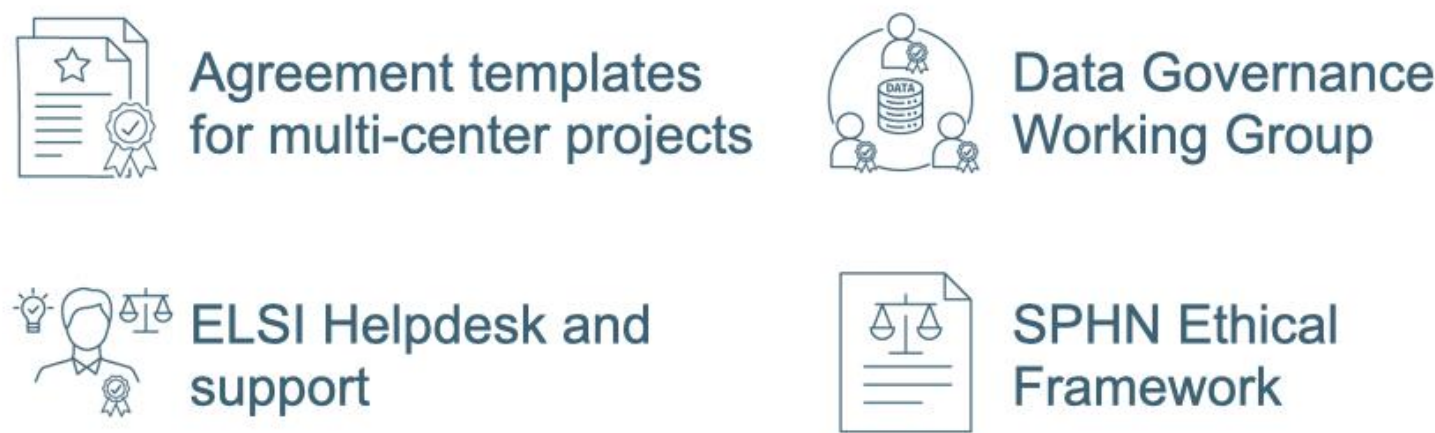 Agreement templates
for multi-center projects
DATA
Data Governance
Working Group
ELSI Helpdesk and
support
SPHN Ethical
Framework